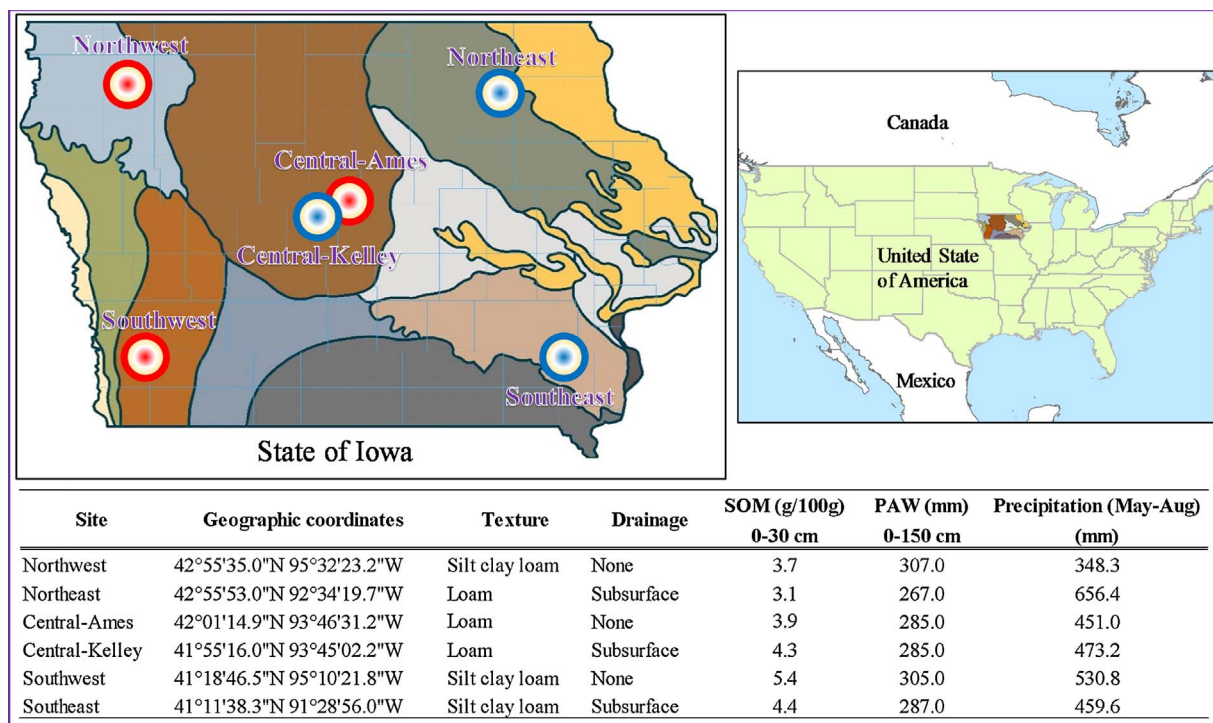 Northwest
Northeast
Central-Ames
Central-Kelley
Southwest
Southeast
State of Iowa
Canada
United State
of America
Mexico
Site Geographic coordinates Texture Drainage SOM (g/100g) 0-30 cm PAW (mm) 0-150 cm Precipitation (May-Aug) (mm)
Northwest 42°55'35.0"N 95°32'23.2"W Silt clay loam None 3.7 307.0 348.3
Northeast 42°55'53.0"N 92°34'19.7"W Loam Subsurface 3.1 267.0 656.4
Central-Ames 42°01'14.9"N 93°46'31.2"W Loam None 3.9 285.0 451.0
Central-Kelley 41°55'16.0"N 93°45'02.2"W Loam Subsurface 4.3 285.0 473.2
Southwest 41°18'46.5"N 95°10'21.8"W Silt clay loam None 5.4 305.0 530.8
Southeast 41°11'38.3"N 91°28'56.0"W Silt clay loam Subsurface 4.4 287.0 459.6